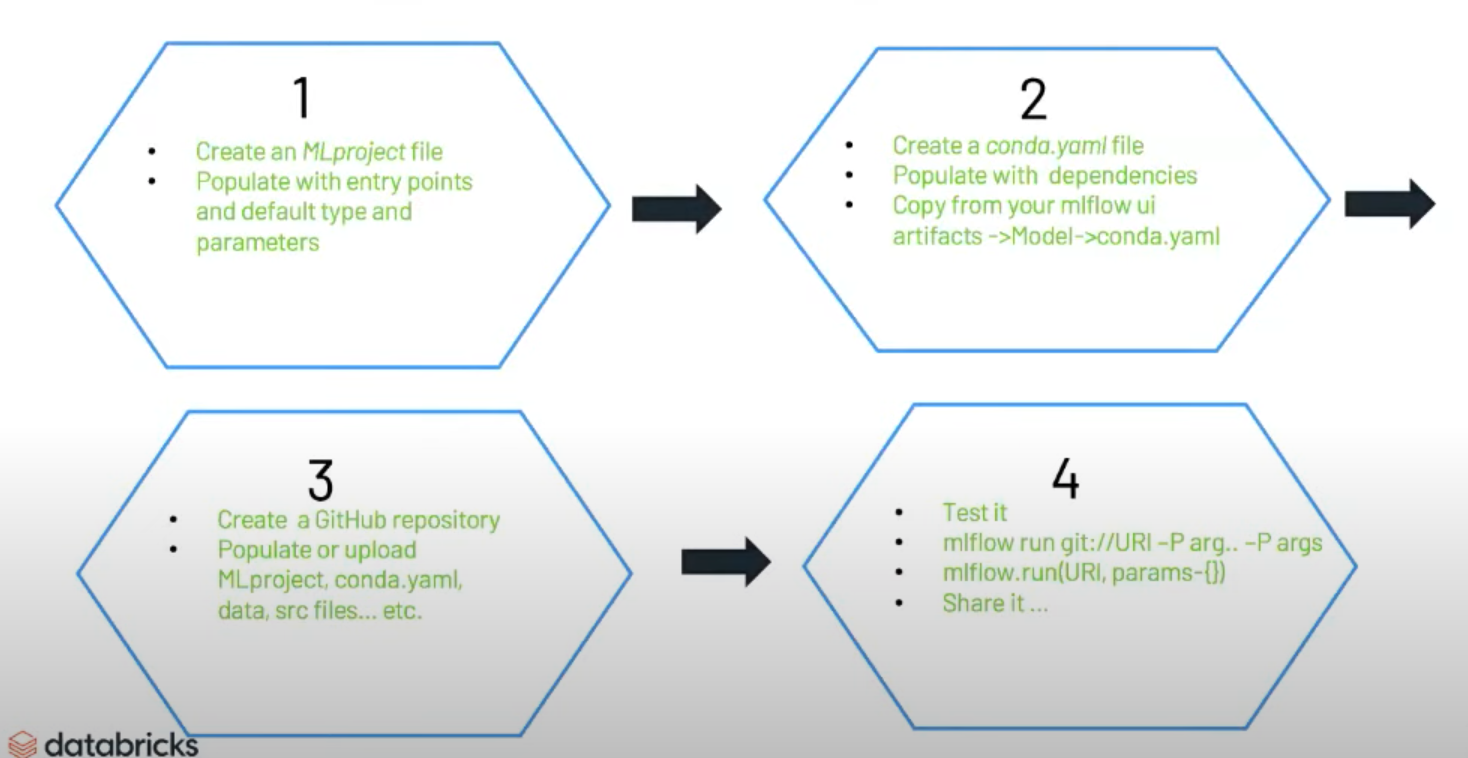 1
• Create an MLproject file
• Populate with entry points
and default type and
parameters
2
• Create a conda.yaml file
• Populate with dependencies
• Copy from your mlflow ui
artifacts ->Model->conda.yaml
3
• Create a GitHub repository
• Populate or upload
MLproject, conda.yaml,
data, src files... etc.
4
• Test it
• mlflow run git://URI -P arg.. -P args
• mlflow.run(URI, params-{})
• Share it ...
databricks